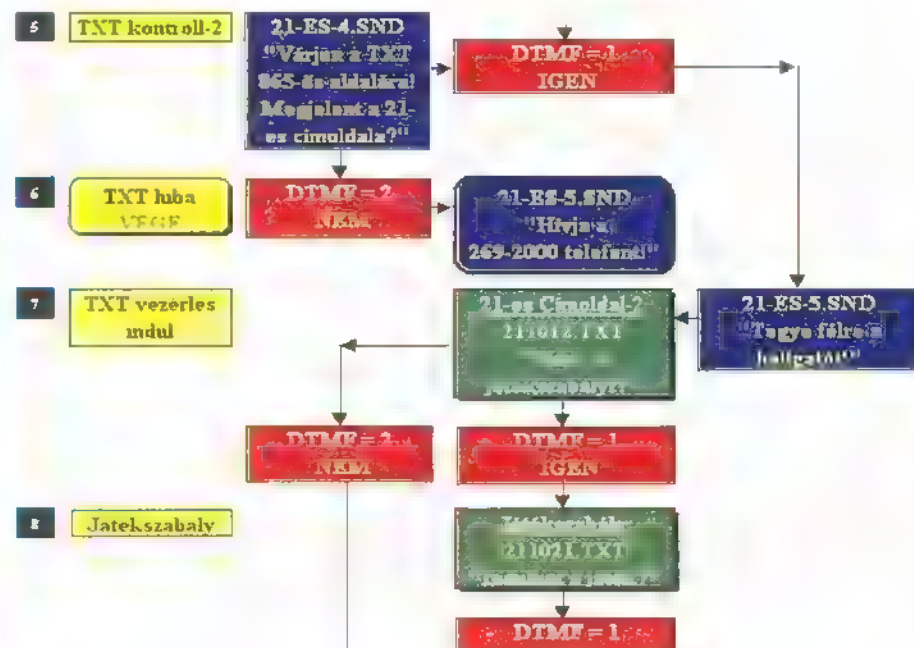 5
TXT kontroll-2
21-ES-4.SND
"Várjon a TXT
865-ös oldalára!
Megjelent a 21-
es címoldala?"
DTMF = 1
IGEN
6
TXT hiba
VEGE
DTMF = 2
NEM
21-ES-5.SND
"Hívja a
269-2000 telefont!"
7
TXT vezerles
indul
21-es Címoldal-2
211012.TXT
21-ES-5.SND
"Tegye félre a
DTMF = 2
NEM
DTMF = 1
IGEN
8
Jatekszabaly
211021.TXT
DTMF = 1